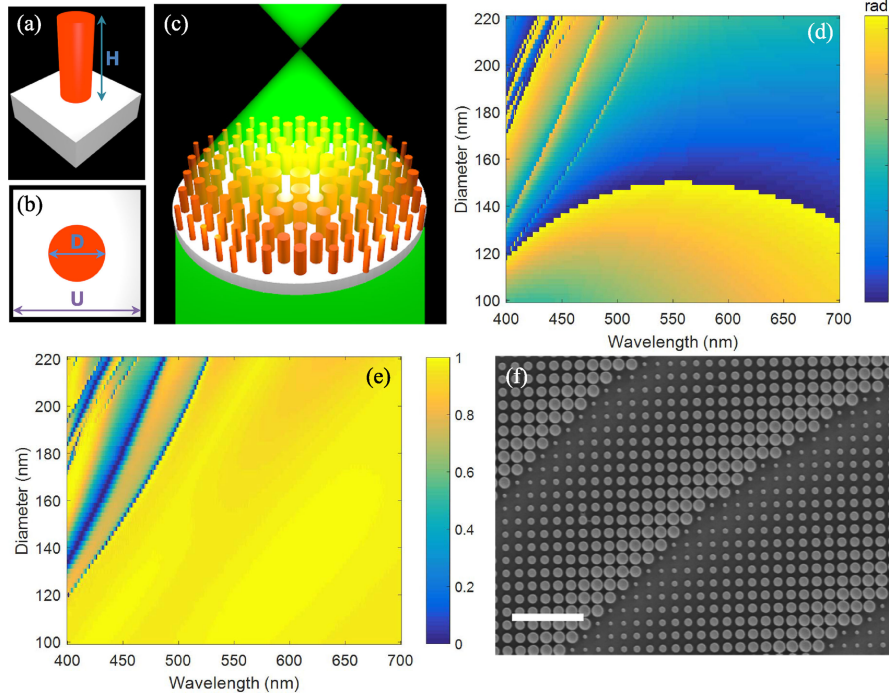 (a)
H
(b)
D
U
(c)
(d)
rad
Diameter (nm)
220
200
180
160
140
120
100
400 450 500 550 600 650 700
Wavelength (nm)
(e)
Diameter (nm)
220
200
180
160
140
120
100
400 450 500 550 600 650 700
Wavelength (nm)
1
0.8
0.6
0.4
0.2
0
(f)